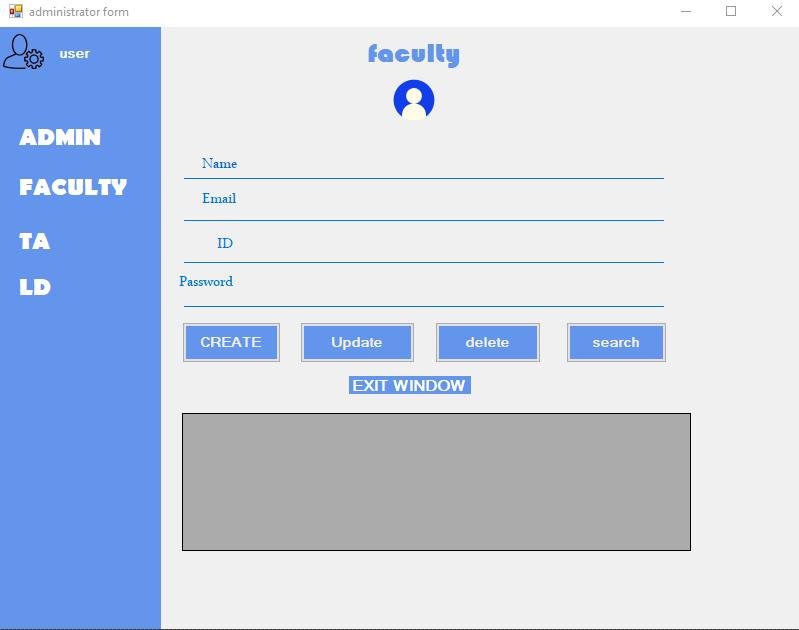 administrator form
user
faculty
ADMIN
FACULTY
TA
LD
Name
Email
ID
Password
CREATE Update delete search
EXIT WINDOW